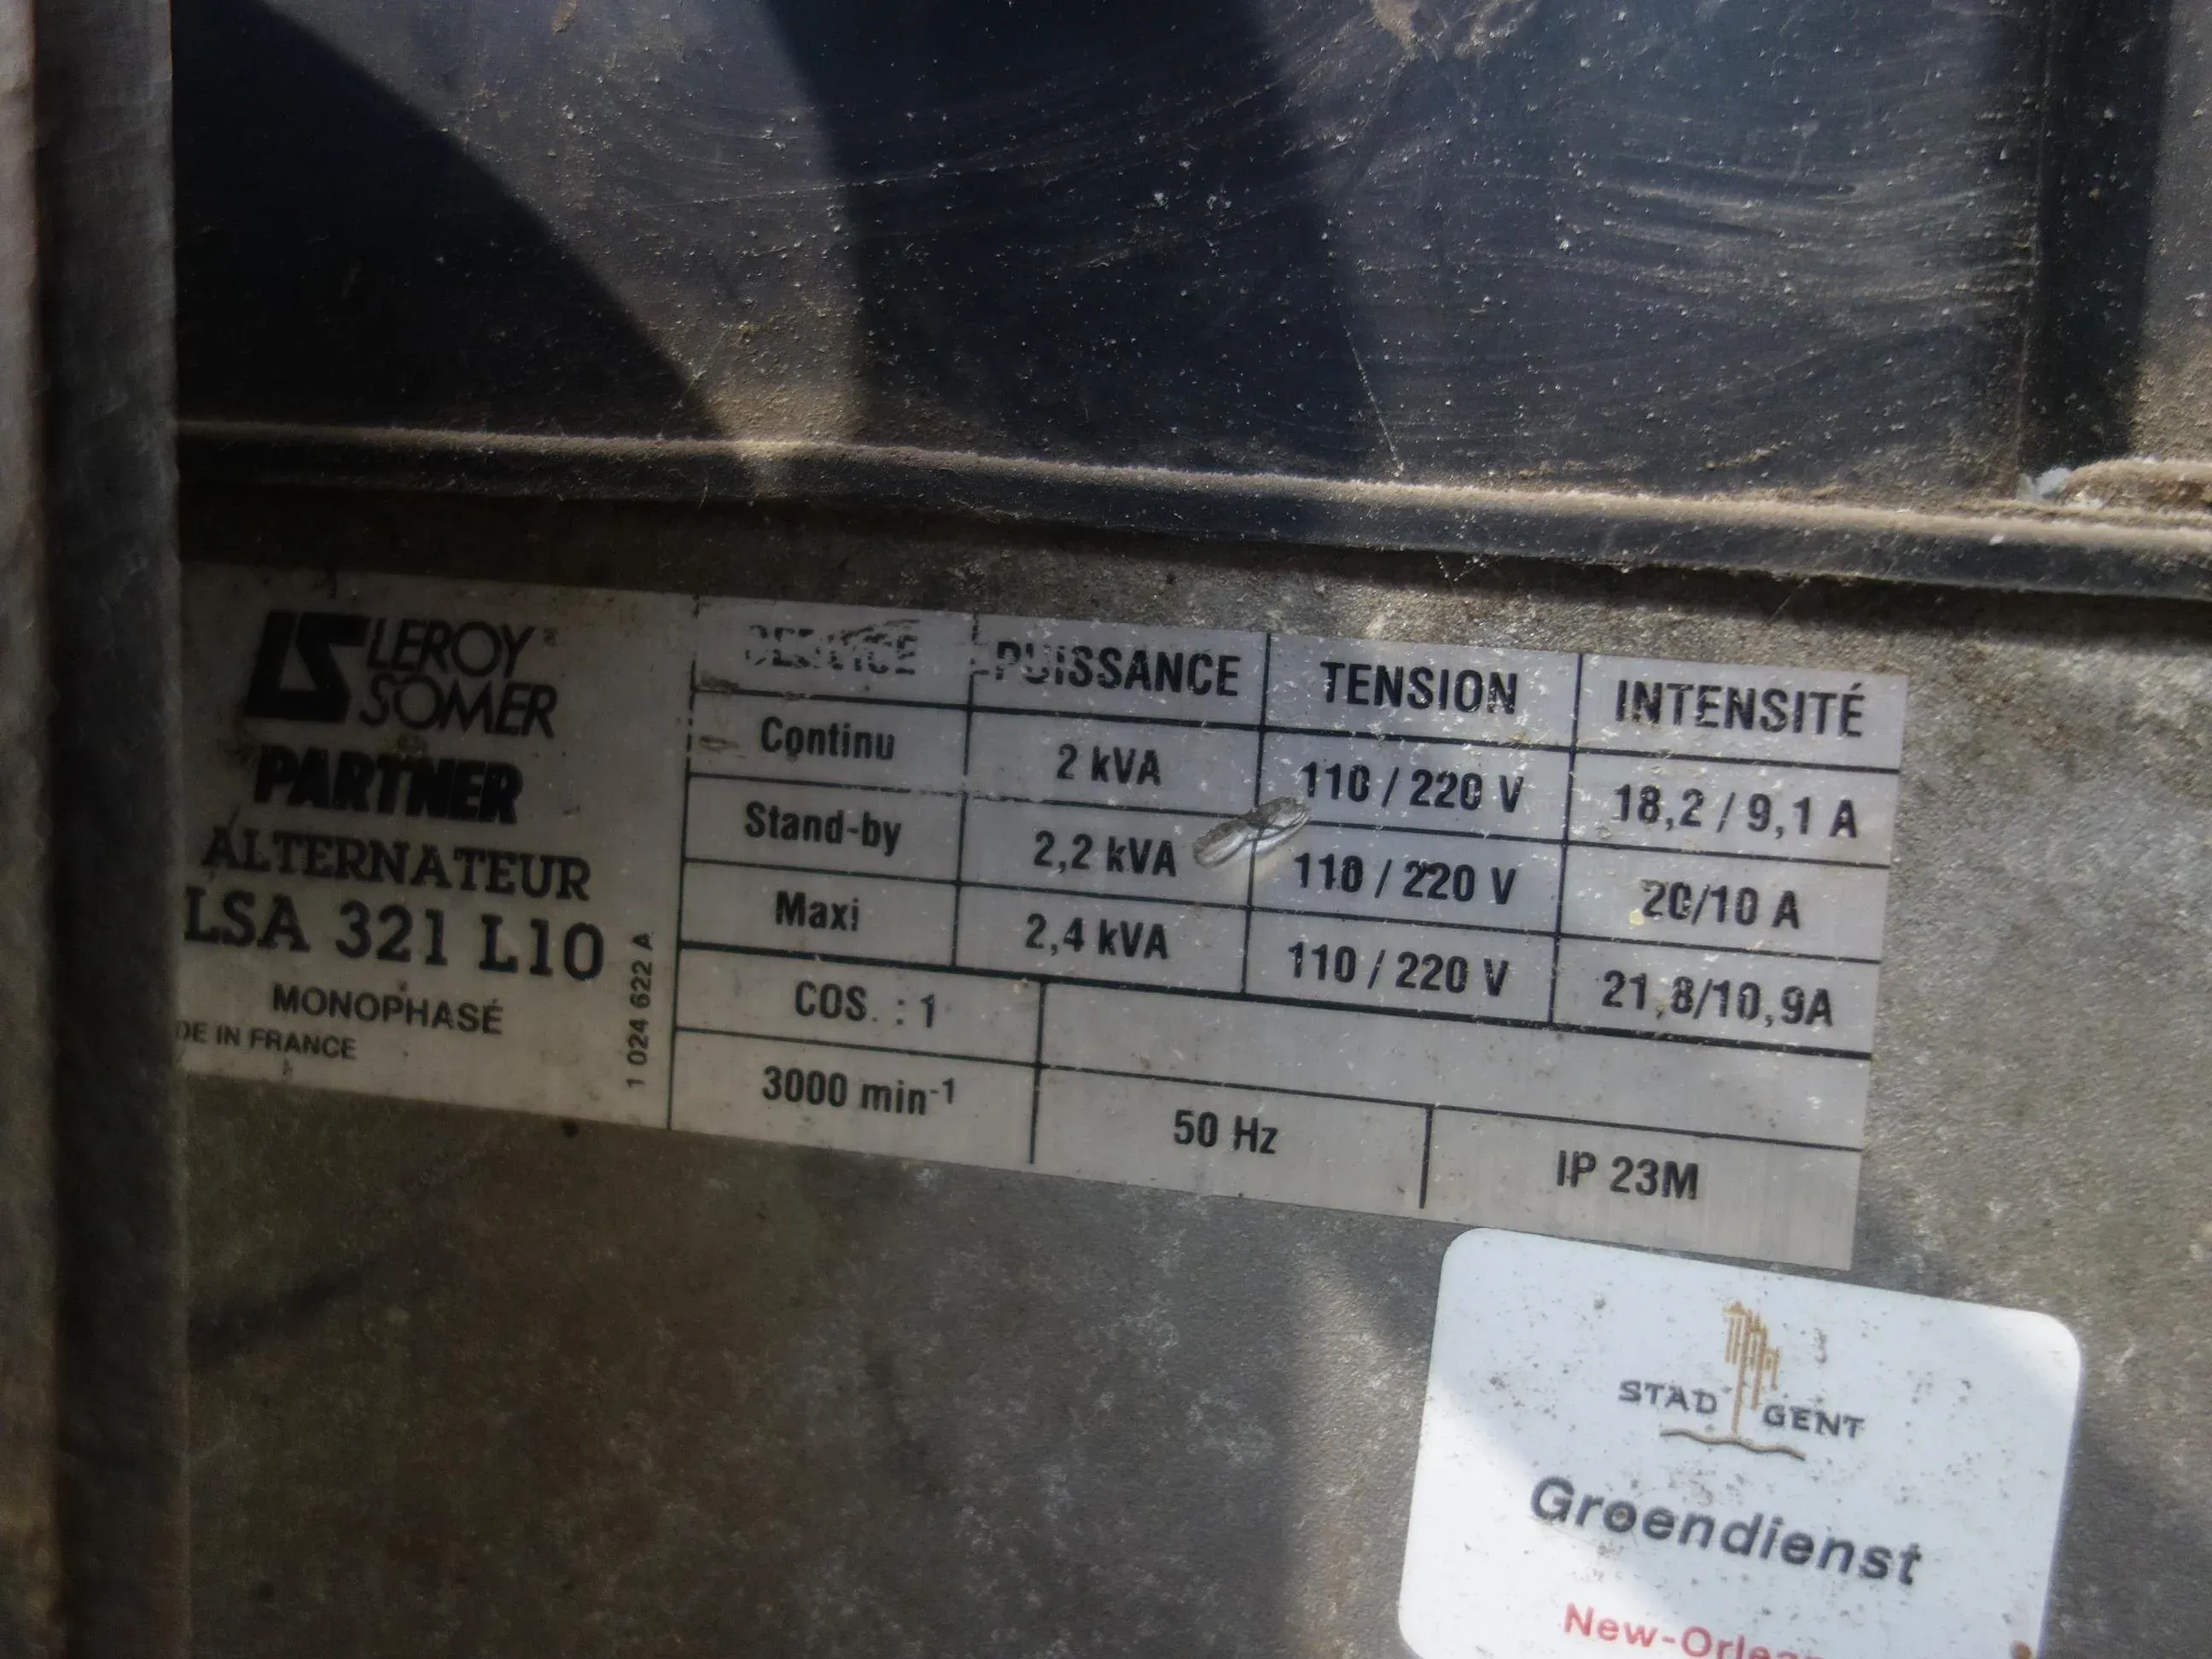 LEROY®
SOMER
PARTNER
ALTERNATEUR
LSA 321 L10
MONOPHASÉ
DE IN FRANCE
1 024 622 A
SERVICE PUISSANCE TENSION INTENSITÉ
Continu 2 kVA 110 / 220 V 18,2 / 9,1 A
Stand-by 2,2 kVA 110 / 220 V 20/10 A
Maxi 2,4 kVA 110 / 220 V 21,8/10,9A
COS. : 1
3000 min-1 50 Hz IP 23M
STAD GENT
Groendienst
New-Orlea